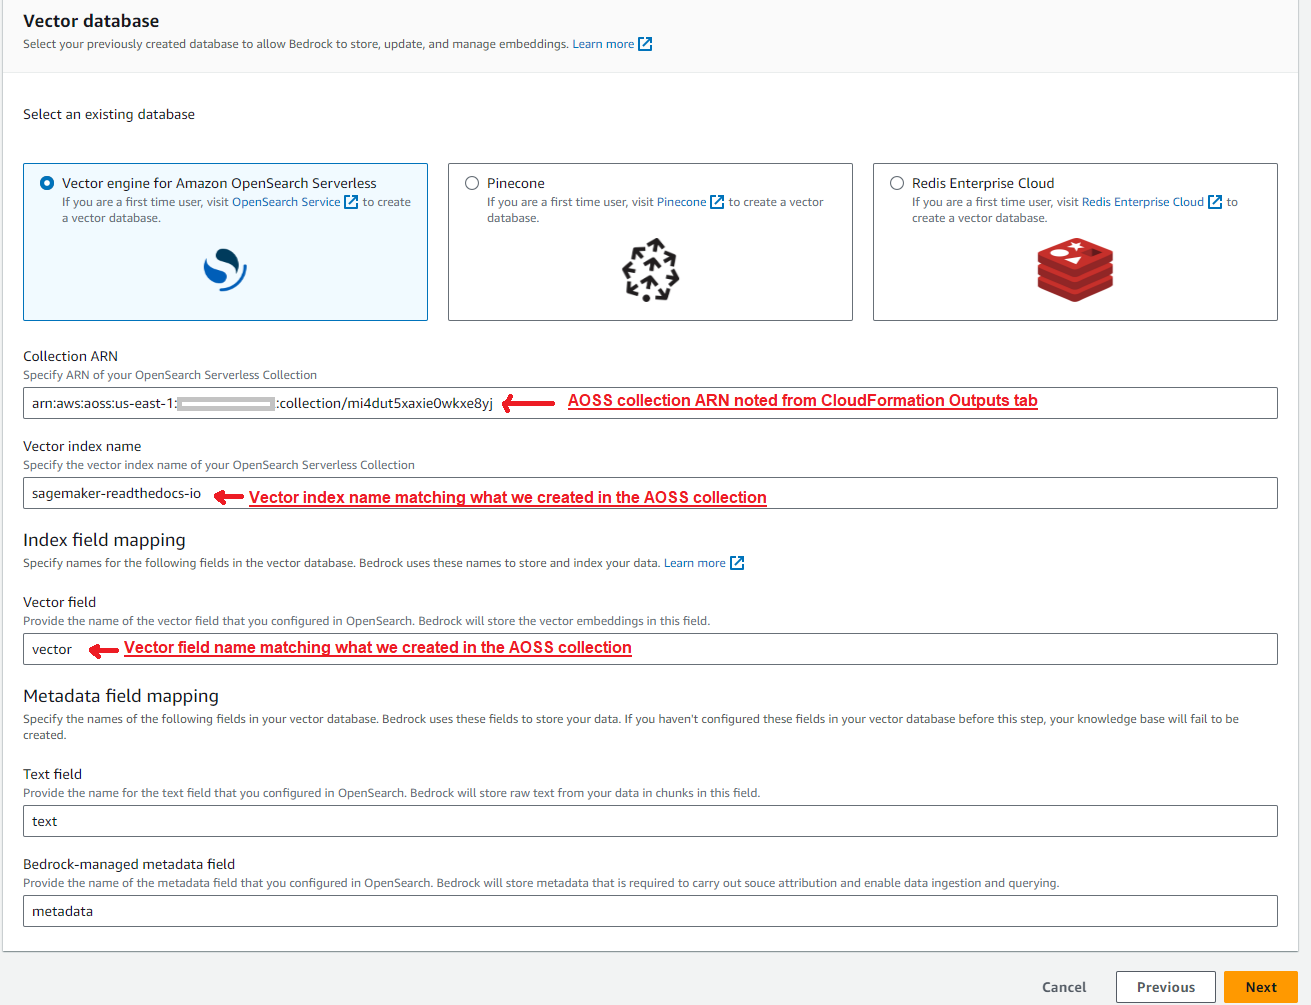 Vector database
Select your previously created database to allow Bedrock to store, update, and manage embeddings. Learn more
Select an existing database
Vector engine for Amazon OpenSearch Serverless
If you are a first time user, visit OpenSearch Service to create
a vector database.
Pinecone
If you are a first time user, visit Pinecone to create a vector
database.
Redis Enterprise Cloud
If you are a first time user, visit Redis Enterprise Cloud to
create a vector database.
Collection ARN
Specify ARN of your OpenSearch Serverless Collection
arn:aws:aoss:us-east-1: :collection/mi4dut5xaxie0wkxe8yj AOSS collection ARN noted from CloudFormation Outputs tab
Vector index name
Specify the vector index name of your OpenSearch Serverless Collection
sagemaker-readthedocs-io Vector index name matching what we created in the AOSS collection
Index field mapping
Specify names for the following fields in the vector database. Bedrock uses these names to store and index your data. Learn more
Vector field
Provide the name of the vector field that you configured in OpenSearch. Bedrock will store the vector embeddings in this field.
vector Vector field name matching what we created in the AOSS collection
Metadata field mapping
Specify the names of the following fields in your vector database. Bedrock uses these fields to store your data. If you haven't configured these fields in your vector database before this step, your knowledge base will fail to be
created.
Text field
Provide the name for the text field that you configured in OpenSearch. Bedrock will store raw text from your data in chunks in this field.
text
Bedrock-managed metadata field
Provide the name of the metadata field that you configured in OpenSearch. Bedrock will store metadata that is required to carry out souce attribution and enable data ingestion and querying.
metadata
Cancel Previous Next